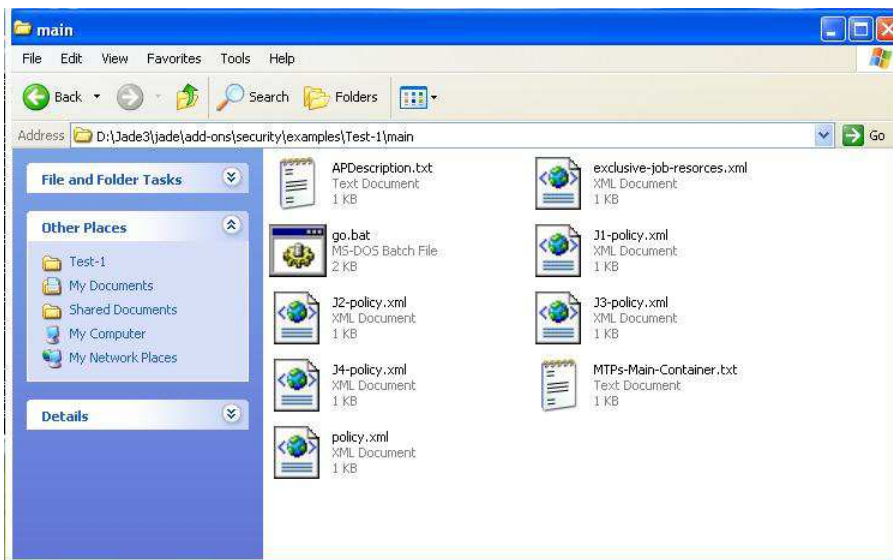 main
File Edit View Favorites Tools Help
Back Search Folders
Address D:\Jade3\jade\add-ons\security\examples\Test-1\main Go
File and Folder Tasks
Other Places
Test-1
My Documents
Shared Documents
My Computer
My Network Places
Details
APDescription.txt
Text Document
1 KB
exclusive-job-resorces.xml
XML Document
1 KB
go.bat
MS-DOS Batch File
2 KB
J1-policy.xml
XML Document
1 KB
J2-policy.xml
XML Document
1 KB
J3-policy.xml
XML Document
1 KB
J4-policy.xml
XML Document
1 KB
MTPs-Main-Container.txt
Text Document
1 KB
policy.xml
XML Document
1 KB